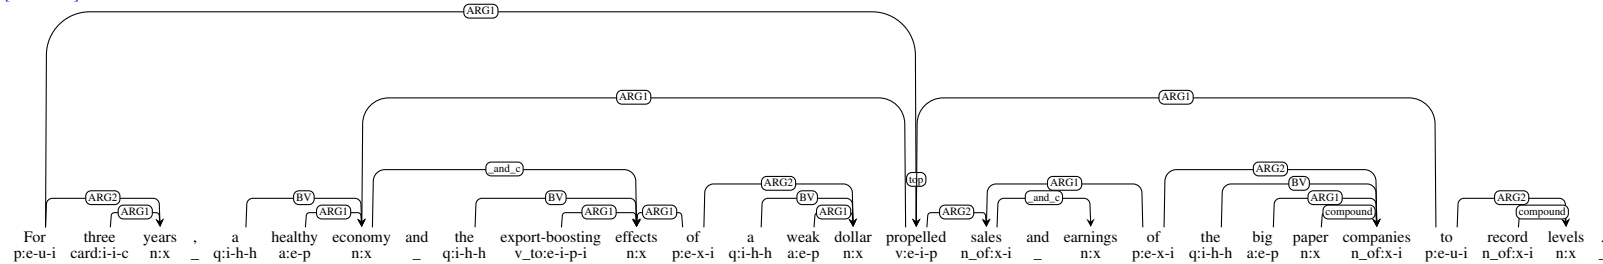 ARG1
ARG1 ARG1
_and_c ARG2
top
ARG2 BV BV ARG2 BV ARG1 _and_c BV ARG1 ARG2
ARG1 ARG1 ARG1 ARG1 ARG1 ARG2 compound compound
For three years , a healthy economy and the export-boosting effects of a weak dollar propelled sales and earnings of the big paper companies to record levels .
p:e-u-i card:i-i-c n:x _ q:i-h-h a:e-p n:x _ q:i-h-h v_to:e-i-p-i n:x p:e-x-i q:i-h-h a:e-p n:x v:e-i-p n_of:x-i _ n:x p:e-x-i q:i-h-h a:e-p n:x n_of:x-i p:e-u-i n_of:x-i n:x _